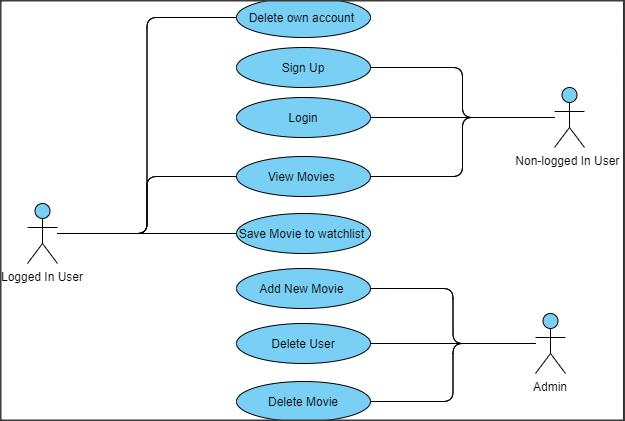 Delete own account
Sign Up
Login
Non-logged In User
View Movies
Save Movie to watchlist
Logged In User
Add New Movie
Delete User
Admin
Delete Movie